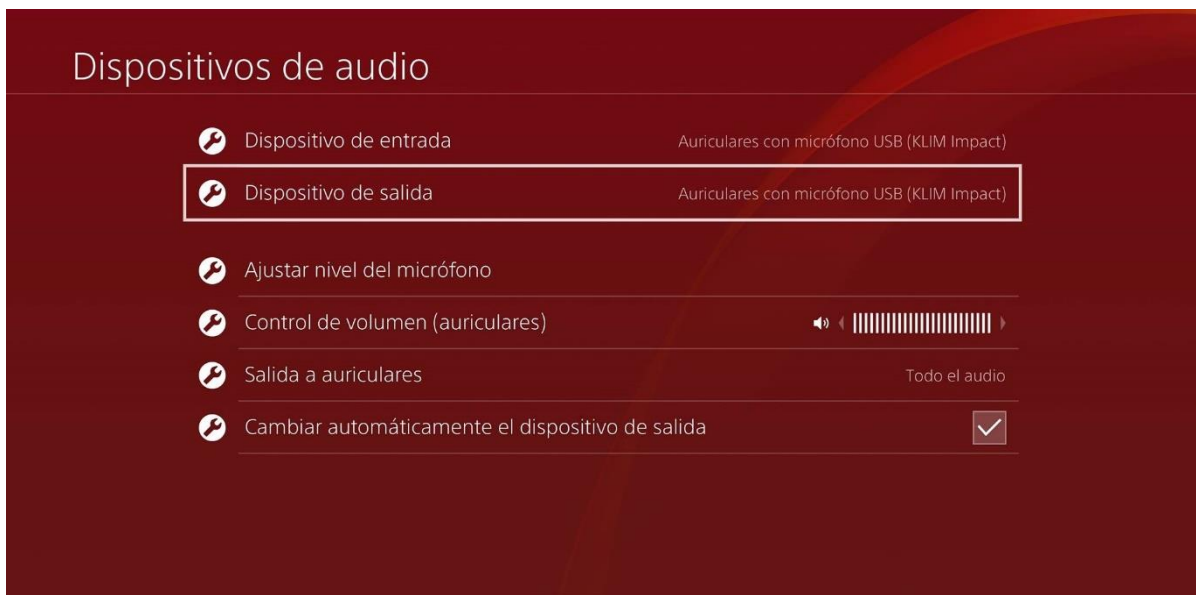 Dispositivos de audio
Dispositivo de entrada Auriculares con micrófono USB (KLIM Impact)
Dispositivo de salida Auriculares con micrófono USB (KLIM Impact)
Ajustar nivel del micrófono
Control de volumen (auriculares)
Salida a auriculares Todo el audio
Cambiar automáticamente el dispositivo de salida